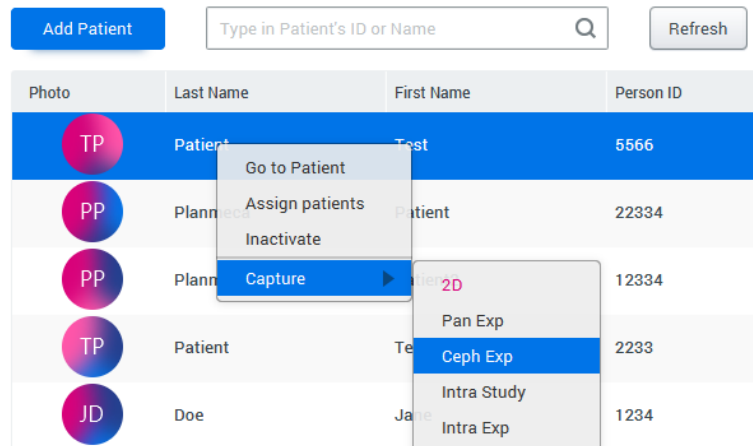 Add Patient
Type in Patient's ID or Name
Refresh
Photo Last Name First Name Person ID
TP Patient Test 5566
Go to Patient
PP Assign patients Patient 22334
Inactivate
PP Capture 12334
2D
Pan Exp
TP Patient 2233
Ceph Exp
Intra Study
JD Doe Jane 1234
Intra Exp